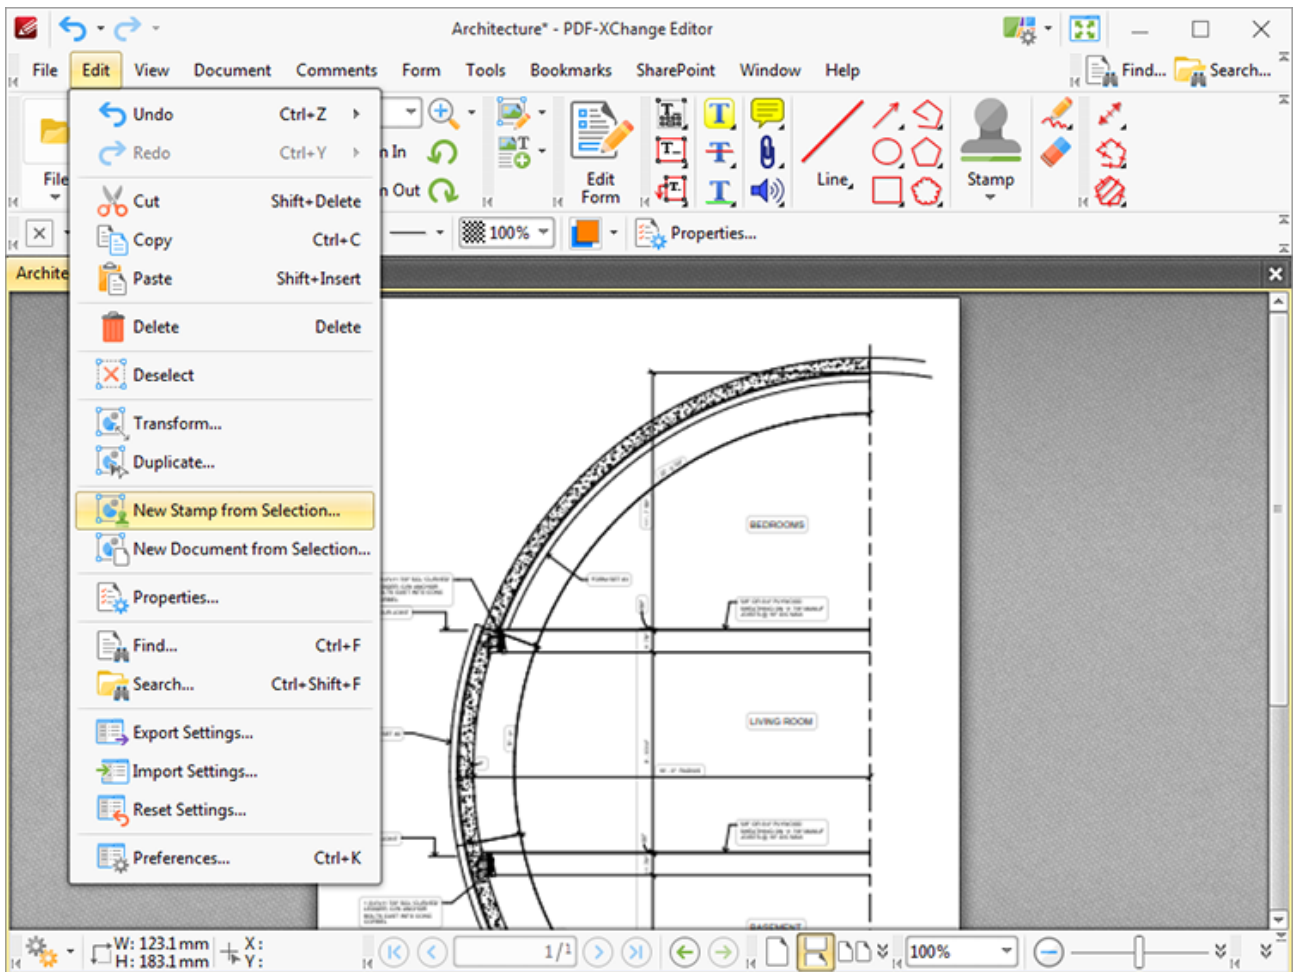 Architecture* - PDF-XChange Editor
File Edit View Document Comments Form Tools Bookmarks SharePoint Window Help Find... Search...
Undo Ctrl+Z
Redo Ctrl+Y
Cut Shift+Delete
Copy Ctrl+C
Paste Shift+Insert
Delete Delete
Deselect
Transform...
Duplicate...
New Stamp from Selection...
New Document from Selection...
Properties...
Find... Ctrl+F
Search... Ctrl+Shift+F
Export Settings...
Import Settings...
Reset Settings...
Preferences... Ctrl+K
File
n In
n Out
Edit
Form
Line
Stamp
100%
Properties...
Archite
BEDROOMS
LIVING ROOM
BASEMENT
W: 123.1 mm
H: 183.1 mm
X:
Y:
1/1
100%